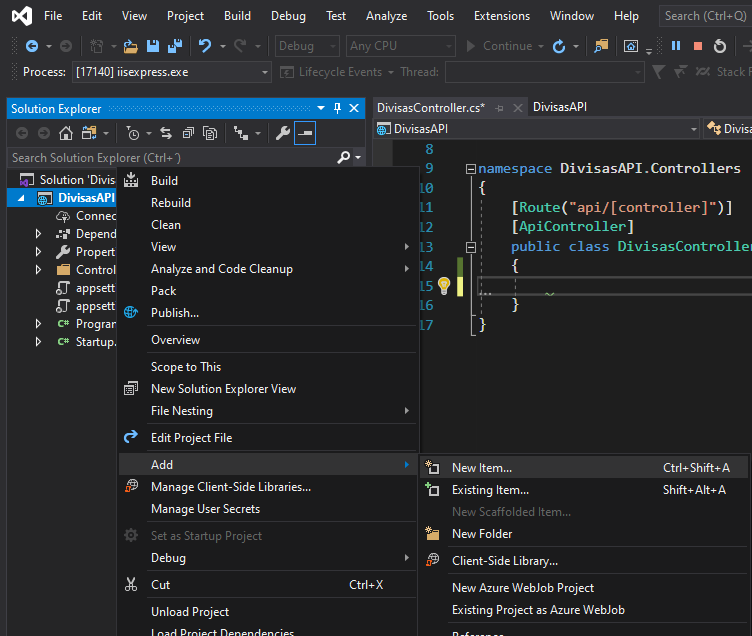 File Edit View Project Build Debug Test Analyze Tools Extensions Window Help Search (Ctrl+Q)
Debug Any CPU Continue
Process: [17140] iisexpress.exe Lifecycle Events Thread: Stack
Solution Explorer
Search Solution Explorer (Ctrl+´)
Solution 'Divis
DivisasAPI
Connec
Depend
Propert
Control
appsett
appsett
Program
Startup.
Build
Rebuild
Clean
View
Analyze and Code Cleanup
Pack
Publish...
Overview
Scope to This
New Solution Explorer View
File Nesting
Edit Project File
Add
Manage Client-Side Libraries...
Manage User Secrets
Set as Startup Project
Debug
Cut Ctrl+X
Unload Project
Load Project Dependencies
New Item... Ctrl+Shift+A
Existing Item... Shift+Alt+A
New Scaffolded Item...
New Folder
Client-Side Library...
New Azure WebJob Project
Existing Project as Azure WebJob
Reference
DivisasController.cs* DivisasAPI
DivisasAPI Divisa
8
9 namespace DivisasAPI.Controllers
10 {
11 [Route("api/[controller]")]
12 [ApiController]
13 public class DivisasController
14 {
15 ...
16 }
17 }